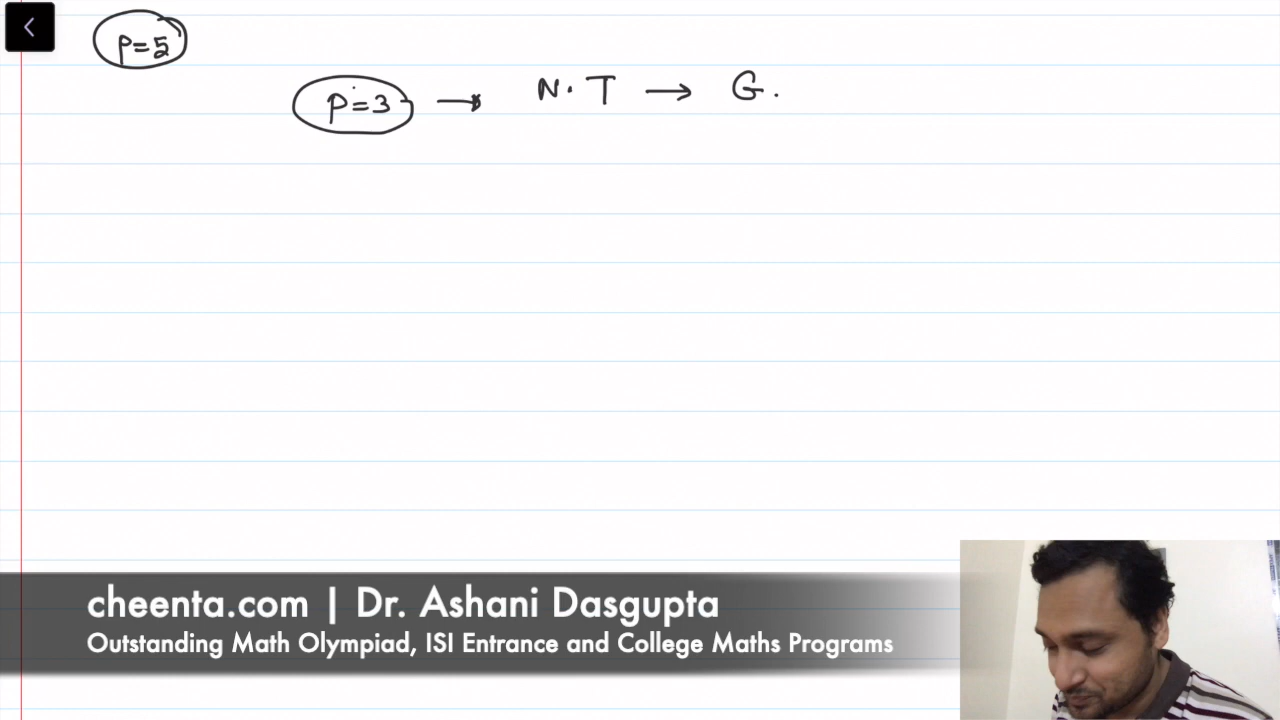 p=5
p=3 → N.T → G.
cheenta.com | Dr. Ashani Dasgupta
Outstanding Math Olympiad, ISI Entrance and College Maths Programs